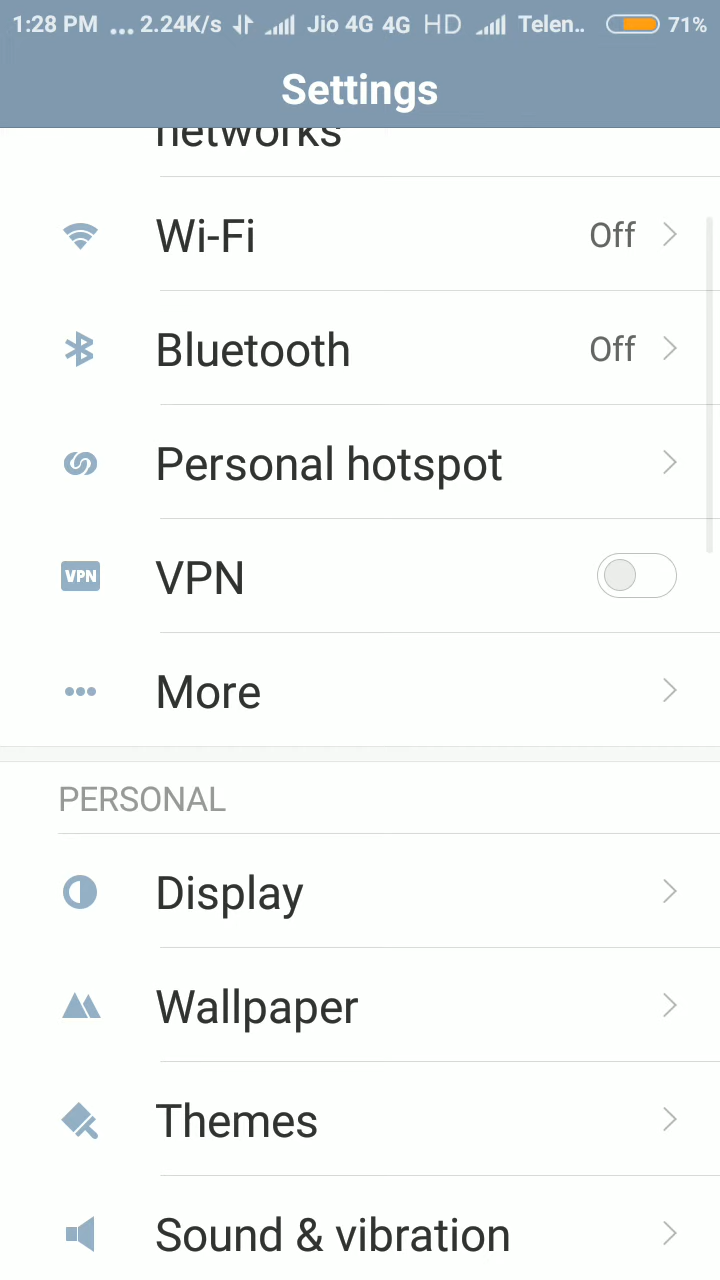 1:28 PM ... 2.24K/s Jio 4G 4G HD Telen.. 71%
Settings
networks
Wi-Fi Off
Bluetooth Off
Personal hotspot
VPN VPN
More
PERSONAL
Display
Wallpaper
Themes
Sound & vibration